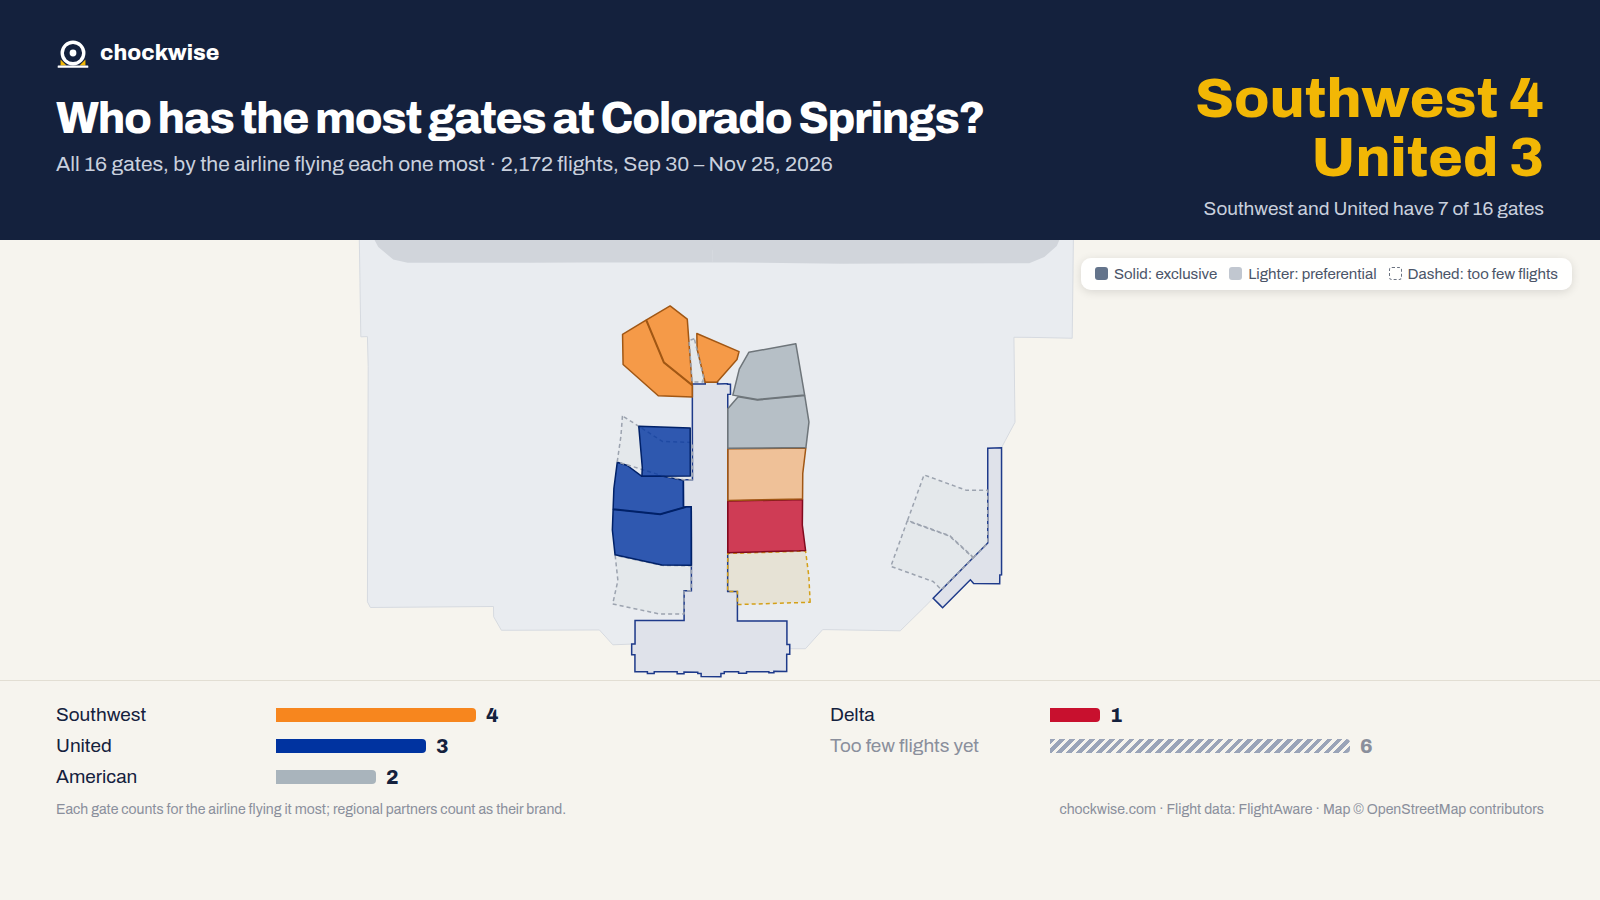 chockwise
Who has the most gates at Colorado Springs?
All 16 gates, by the airline flying each one most · 2,172 flights, Sep 30 – Nov 25, 2026
Southwest 4
United 3
Southwest and United have 7 of 16 gates
Solid: exclusive Lighter: preferential Dashed: too few flights
Southwest 4
United 3
American 2
Delta 1
Too few flights yet 6
Each gate counts for the airline flying it most; regional partners count as their brand.
chockwise.com · Flight data: FlightAware · Map © OpenStreetMap contributors